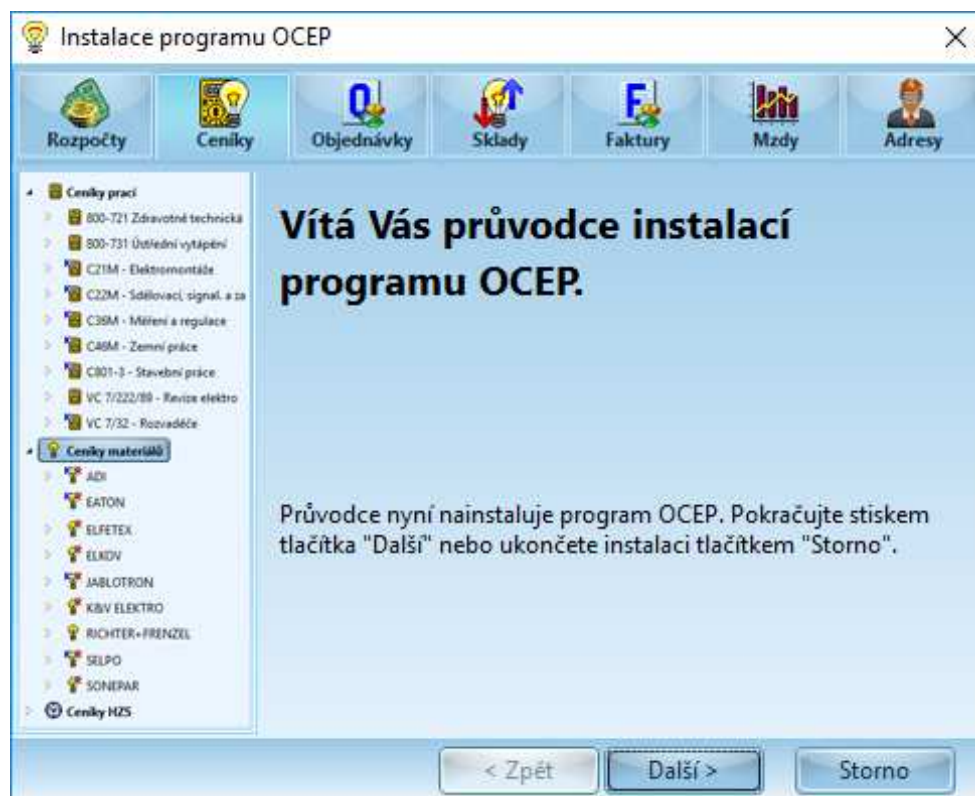 Instalace programu OCEP
Rozpočty
Ceníky
Objednávky
Sklady
Faktury
Mzdy
Adresy
Ceníky prací
800-721 Zdravotně technická
800-731 Ústřední vytápění
C21M - Elektromontáže
C22M - Sdělovací, signal. a za
C36M - Měření a regulace
C46M - Zemní práce
C801-3 - Stavební práce
VC 7/222/89 - Revize elektro
VC 7/32 - Rozvaděče
Ceníky materiálů
ADI
EATON
ELFETEX
ELKOV
JABLOTRON
K&V ELEKTRO
RICHTER+FRENZEL
SELPO
SONEPAR
Ceníky HZS
Vítá Vás průvodce instalací
programu OCEP.
Průvodce nyní nainstaluje program OCEP. Pokračujte stiskem
tlačítka "Další" nebo ukončete instalaci tlačítkem "Storno".
< Zpět
Další >
Storno